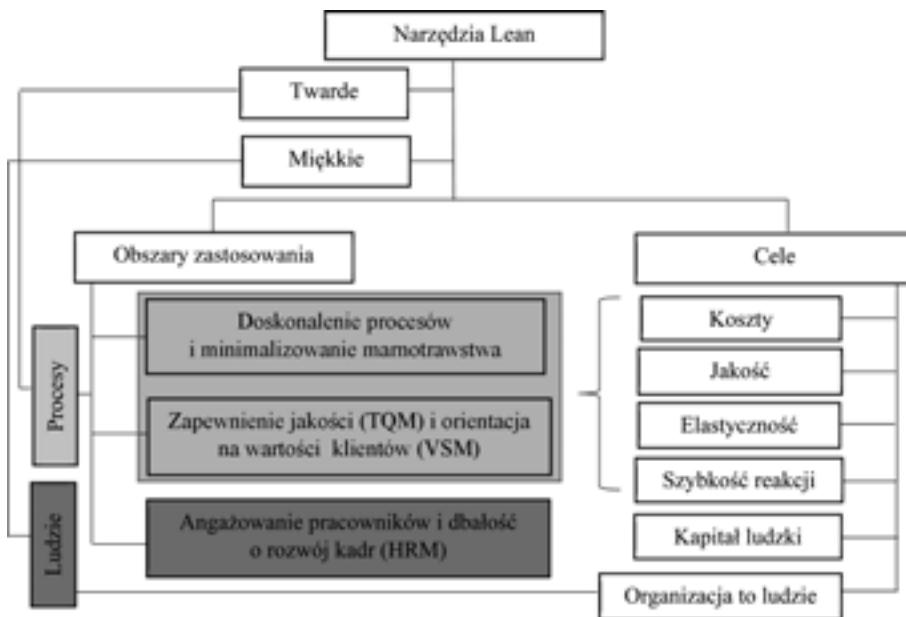 Narzędzia Lean
Twarde
Miękkie
Obszary zastosowania
Cele
Procesy
Doskonalenie procesów
i minimalizowanie marnotrawstwa
Zapewnienie jakości (TQM) i orientacja
na wartości klientów (VSM)
Koszty
Jakość
Elastyczność
Szybkość reakcji
Ludzie
Angażowanie pracowników i dbałość
o rozwój kadr (HRM)
Kapitał ludzki
Organizacja to ludzie